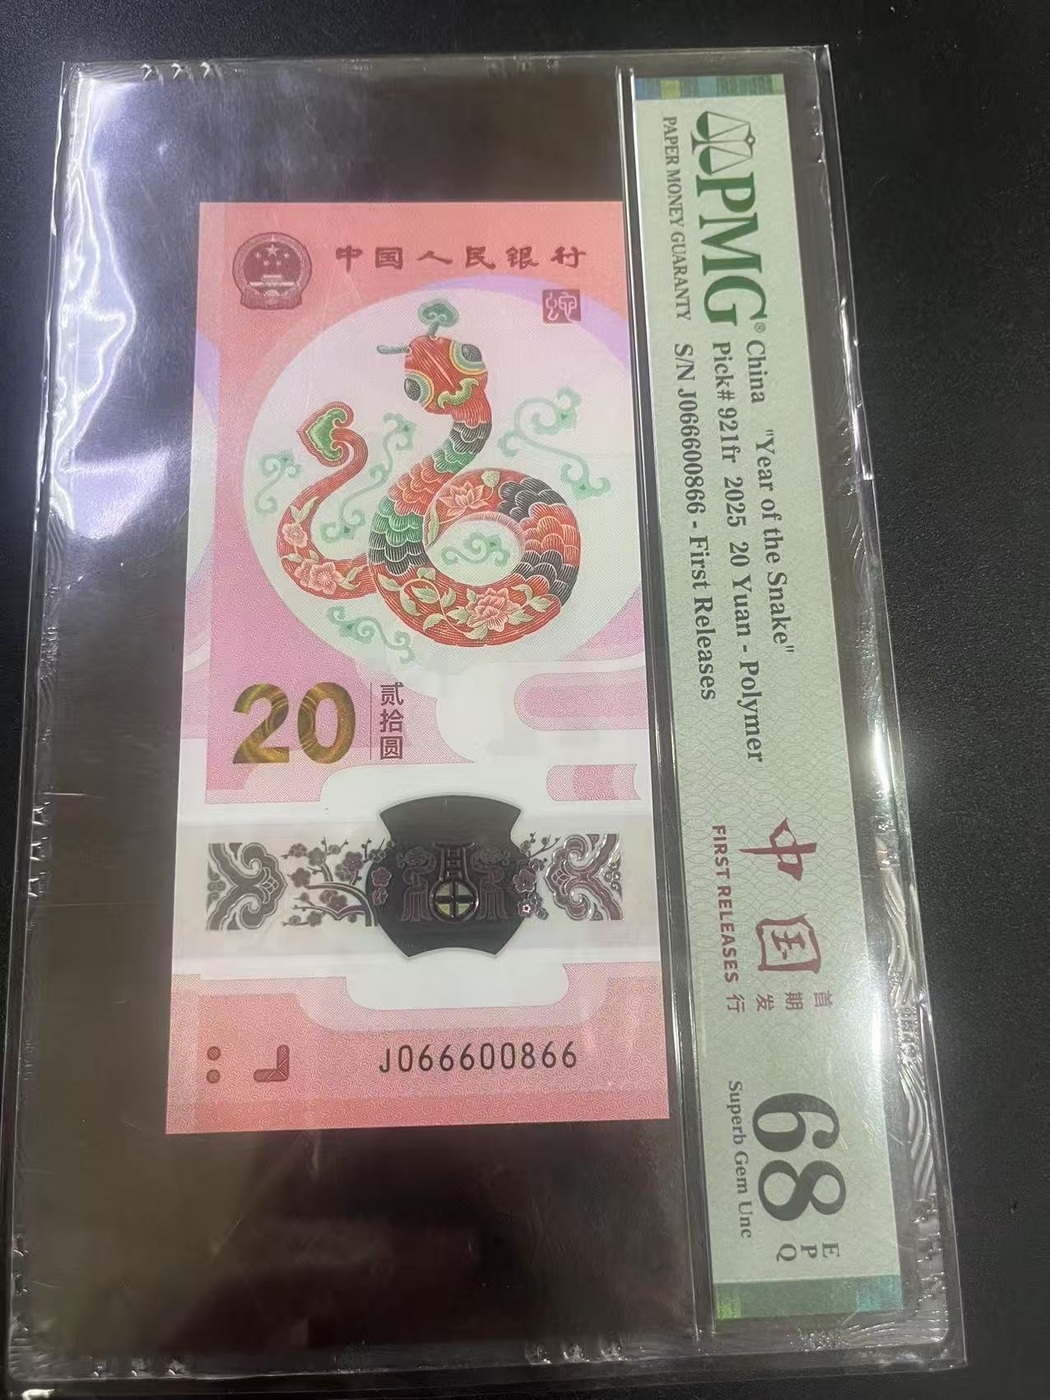 中国人民银行
蛇
20
贰拾圆
J066600866
PMG®
PAPER MONEY GUARANTY
China "Year of the Snake"
Pick# 921fr 2025 20 Yuan - Polymer
S/N J066600866 - First Releases
中国
首期发行
FIRST RELEASES
68 EPQ
Superb Gem Unc